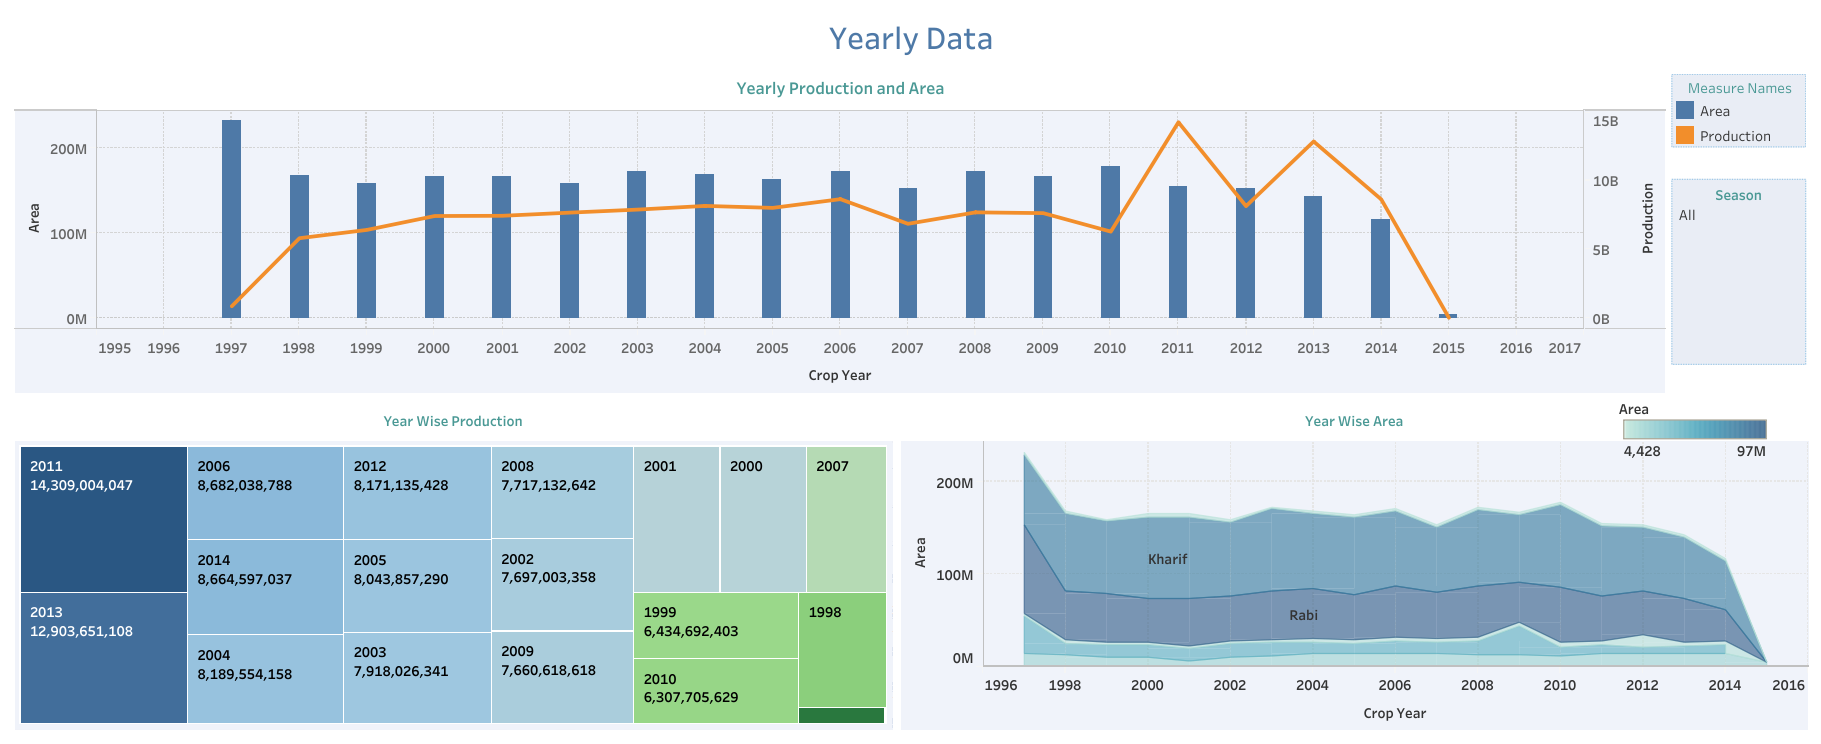 Yearly Data
Yearly Production and Area
Measure Names
Area
Production
Season
All
Area
200M
100M
0M
15B
10B
5B
0B
Production
1995 1996 1997 1998 1999 2000 2001 2002 2003 2004 2005 2006 2007 2008 2009 2010 2011 2012 2013 2014 2015 2016 2017
Crop Year
Year Wise Production
2011
14,309,004,047
2013
12,903,651,108
2006
8,682,038,788
2014
8,664,597,037
2004
8,189,554,158
2012
8,171,135,428
2005
8,043,857,290
2003
7,918,026,341
2008
7,717,132,642
2002
7,697,003,358
2009
7,660,618,618
2001
2000
2007
1999
6,434,692,403
2010
6,307,705,629
1998
Year Wise Area
Area
4,428 97M
Area
200M
100M
0M
Kharif
Rabi
1996 1998 2000 2002 2004 2006 2008 2010 2012 2014 2016
Crop Year